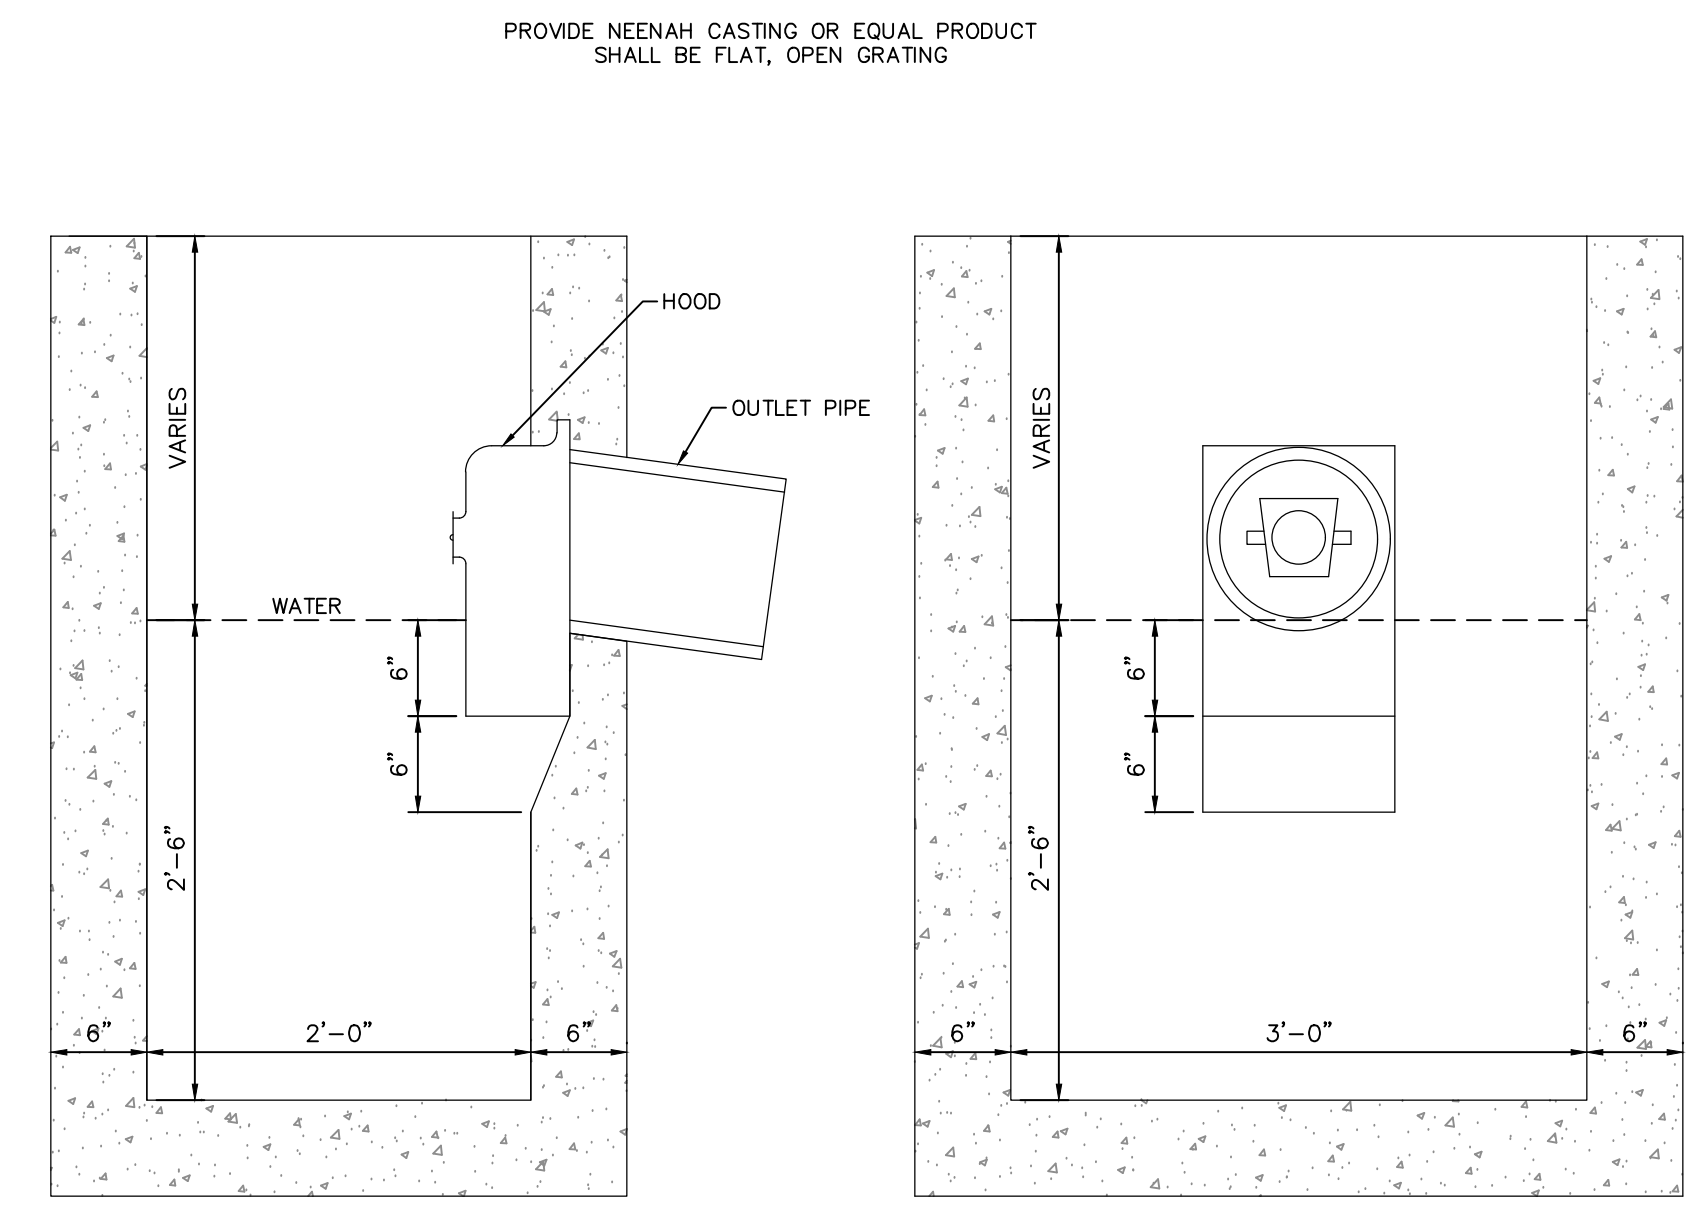 PROVIDE NEENAH CASTING OR EQUAL PRODUCT
SHALL BE FLAT, OPEN GRATING
HOOD
OUTLET PIPE
VARIES
WATER
6"
6"
2'-6"
6"
2'-0"
6"
VARIES
6"
6"
2'-6"
6"
3'-0"
6"